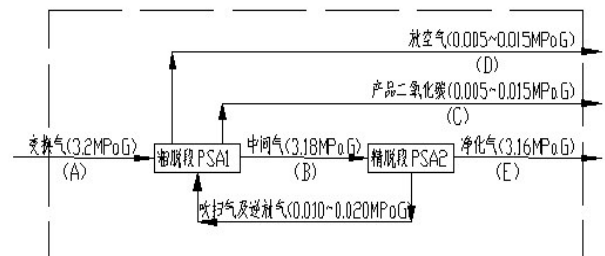 放空气(0.005~0.015MPaG)
(D)
产品二氧化碳(0.005~0.015MPaG)
(C)
变换气(3.2MPaG)
(A)
粗脱段PSA1
中间气(3.18MPaG)
(B)
精脱段PSA2
净化气(3.16MPaG)
(E)
吹扫气及逆放气(0.010~0.020MPaG)